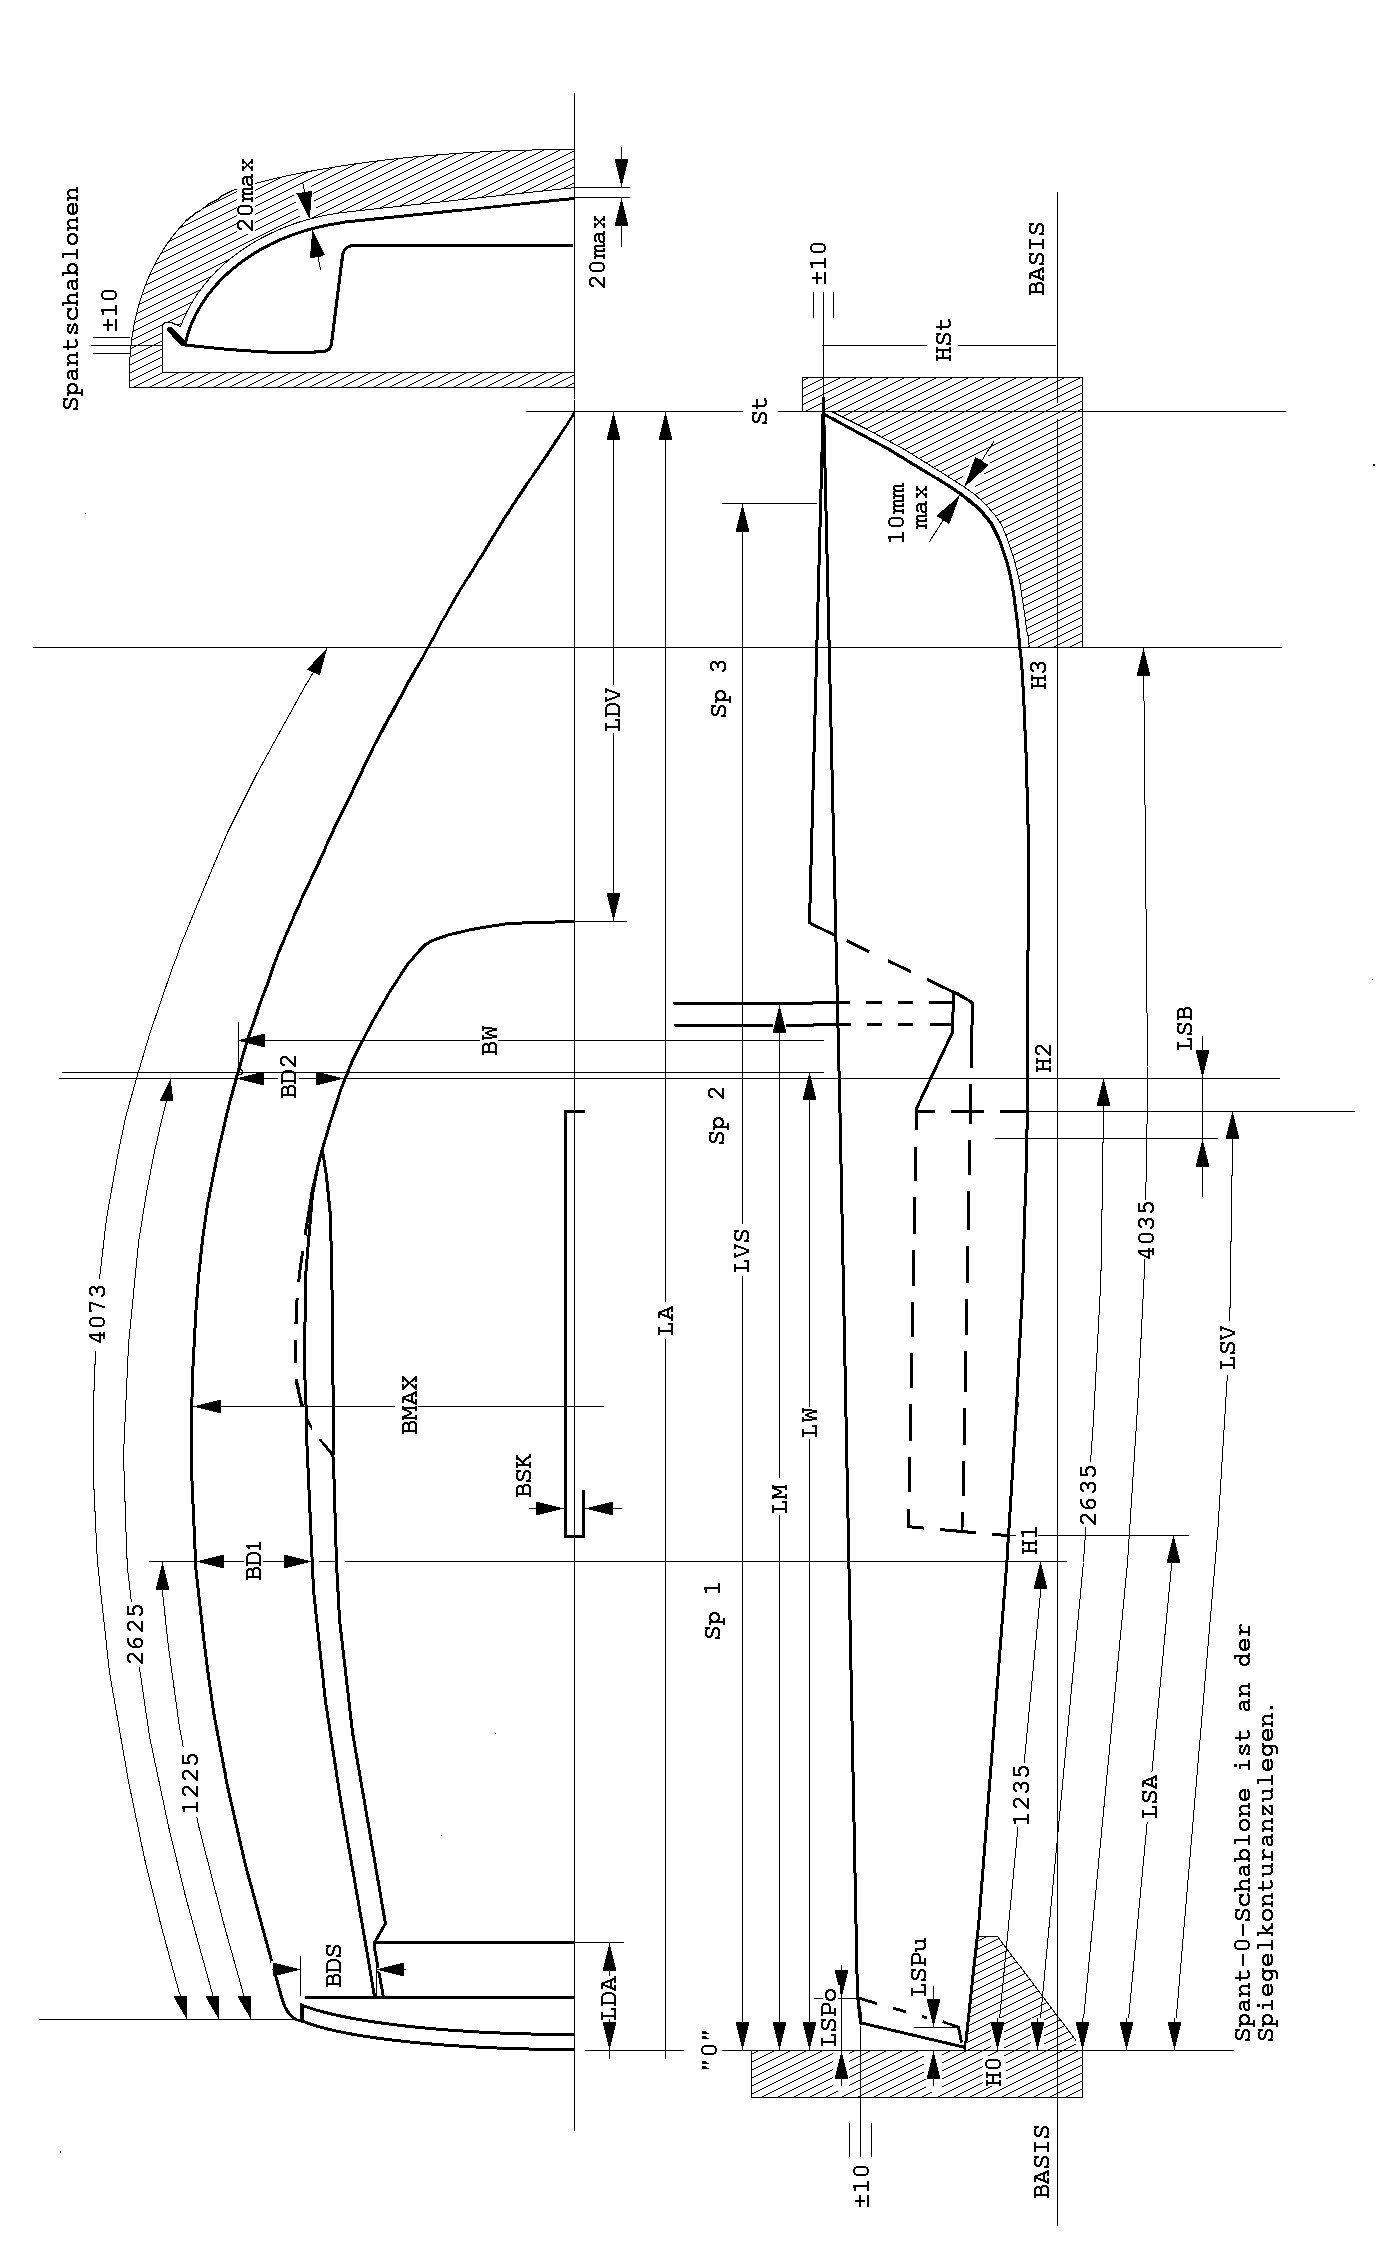 Spantschablonen
±10
20max
20max
±10
BASIS
HSt
St
10mm
max
LDV
Sp 3
H3
4073
BW
BD2
Sp 2
H2
LSB
LVS
LA
4035
LSV
BMAX
LW
LM
BSK
2635
BD1
H1
Sp 1
2625
1225
1235
LSA
BDS
LDA
LSPo
LSPu
"0"
H0
±10
BASIS
Spant-0-Schablone ist an der
Spiegelkonturanzulegen.